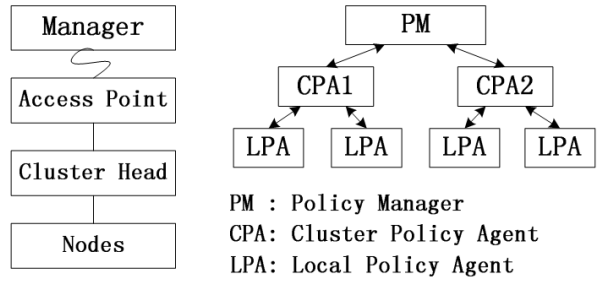 Manager
Access Point
Cluster Head
Nodes
PM
CPA1 CPA2
LPA LPA LPA LPA
PM : Policy Manager
CPA: Cluster Policy Agent
LPA: Local Policy Agent